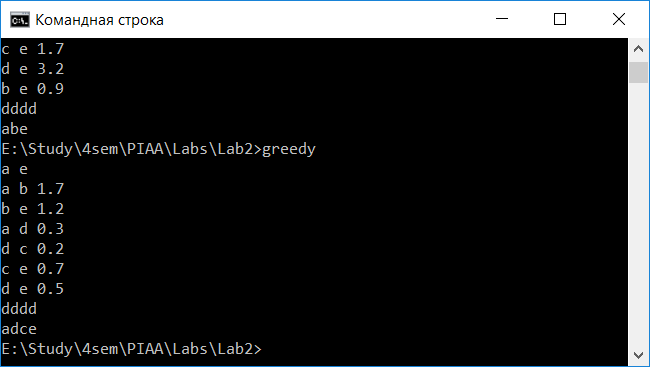 Командная строка
c e 1.7
d e 3.2
b e 0.9
dddd
abe
E:\Study\4sem\PIAA\Labs\Lab2>greedy
a e
a b 1.7
b e 1.2
a d 0.3
d c 0.2
c e 0.7
d e 0.5
dddd
adce
E:\Study\4sem\PIAA\Labs\Lab2>